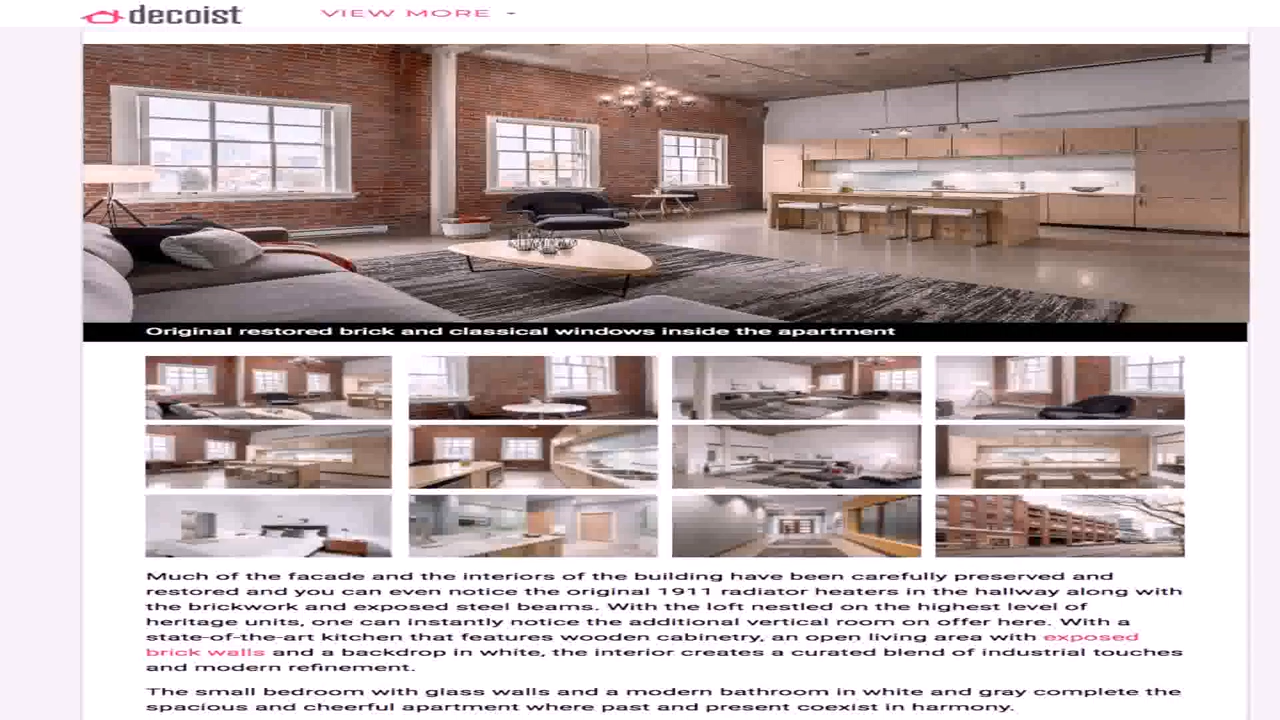 decoist VIEW MORE
Original restored brick and classical windows inside the apartment
Much of the facade and the interiors of the building have been carefully preserved and
restored and you can even notice the original 1911 radiator heaters in the hallway along with
the brickwork and exposed steel beams. With the loft nestled on the highest level of
heritage units, one can instantly notice the additional vertical room on offer here. With a
state-of-the-art kitchen that features wooden cabinetry, an open living area with exposed
brick walls and a backdrop in white, the interior creates a curated blend of industrial touches
and modern refinement.
The small bedroom with glass walls and a modern bathroom in white and gray complete the
spacious and cheerful apartment where past and present coexist in harmony.